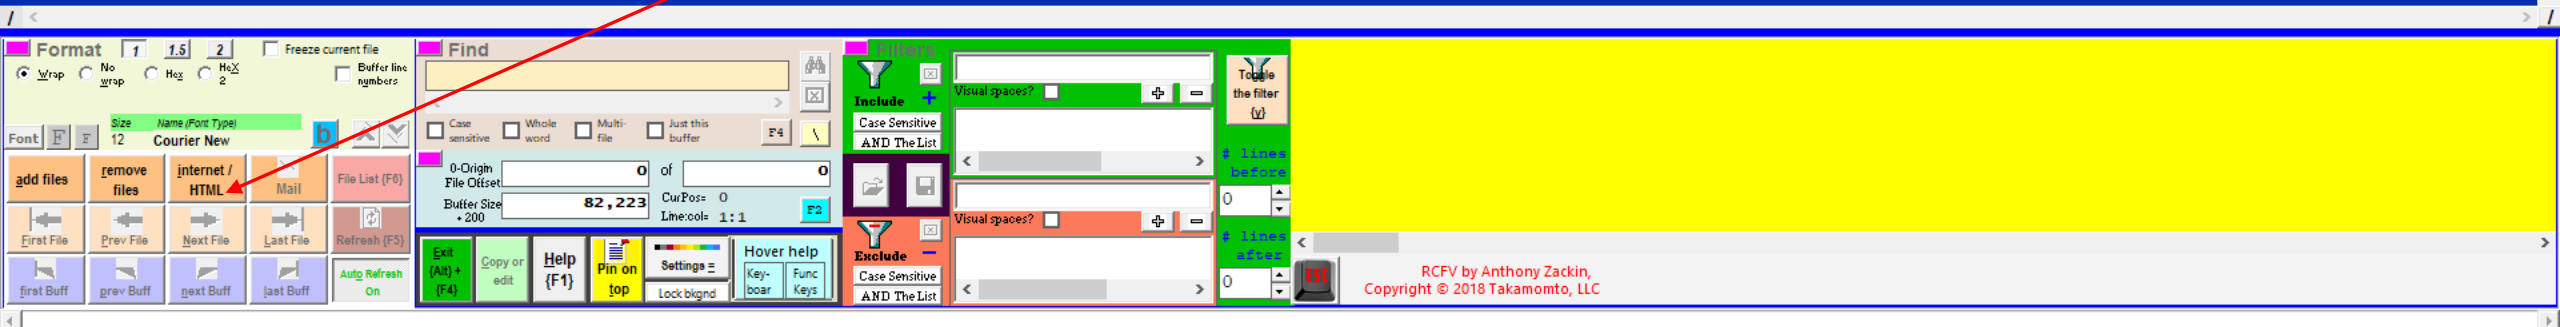 / /
Format 1 1.5 2 Freeze current file
Wrap No wrap Hex HeX 2 Buffer line numbers
Size Name (Font Type)
Font F F 12 Courier New b
add files remove files internet / HTML Mail File List {F6}
First File Prev File Next File Last File Refresh {F5}
first Buff prev Buff next Buff last Buff Auto Refresh On
Find
Case sensitive Whole word Multi-file Just this buffer F4 \
0-Origin File Offset 0 of 0
Buffer Size + 200 82,223 CurPos= 0
Line:col= 1:1 F2
Exit {Alt} + {F4} Copy or edit Help {F1} Pin on top Settings = Lock bkgnd Hover help Key-boar Func Keys
Filters
Include +
Visual spaces?
Case Sensitive
AND The List
Exclude −
Visual spaces?
Case Sensitive
AND The List
Toggle the filter {v}
# lines before
0
# lines after
0
ESC
RCFV by Anthony Zackin,
Copyright © 2018 Takamomto, LLC